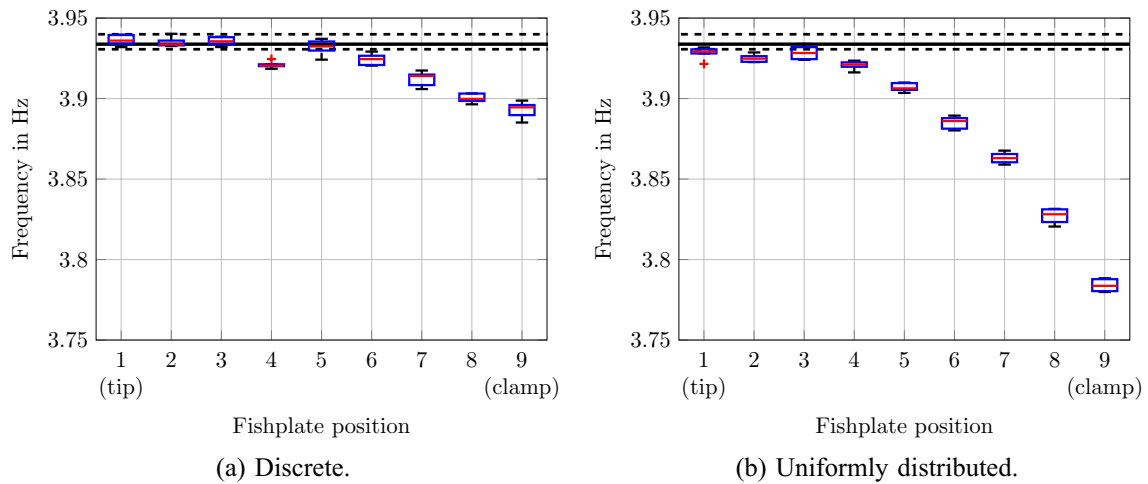 3.95
3.9
3.85
3.8
3.75
Frequency in Hz
1 2 3 4 5 6 7 8 9
(tip) (clamp)
Fishplate position
(a) Discrete.
3.95
3.9
3.85
3.8
3.75
Frequency in Hz
1 2 3 4 5 6 7 8 9
(tip) (clamp)
Fishplate position
(b) Uniformly distributed.